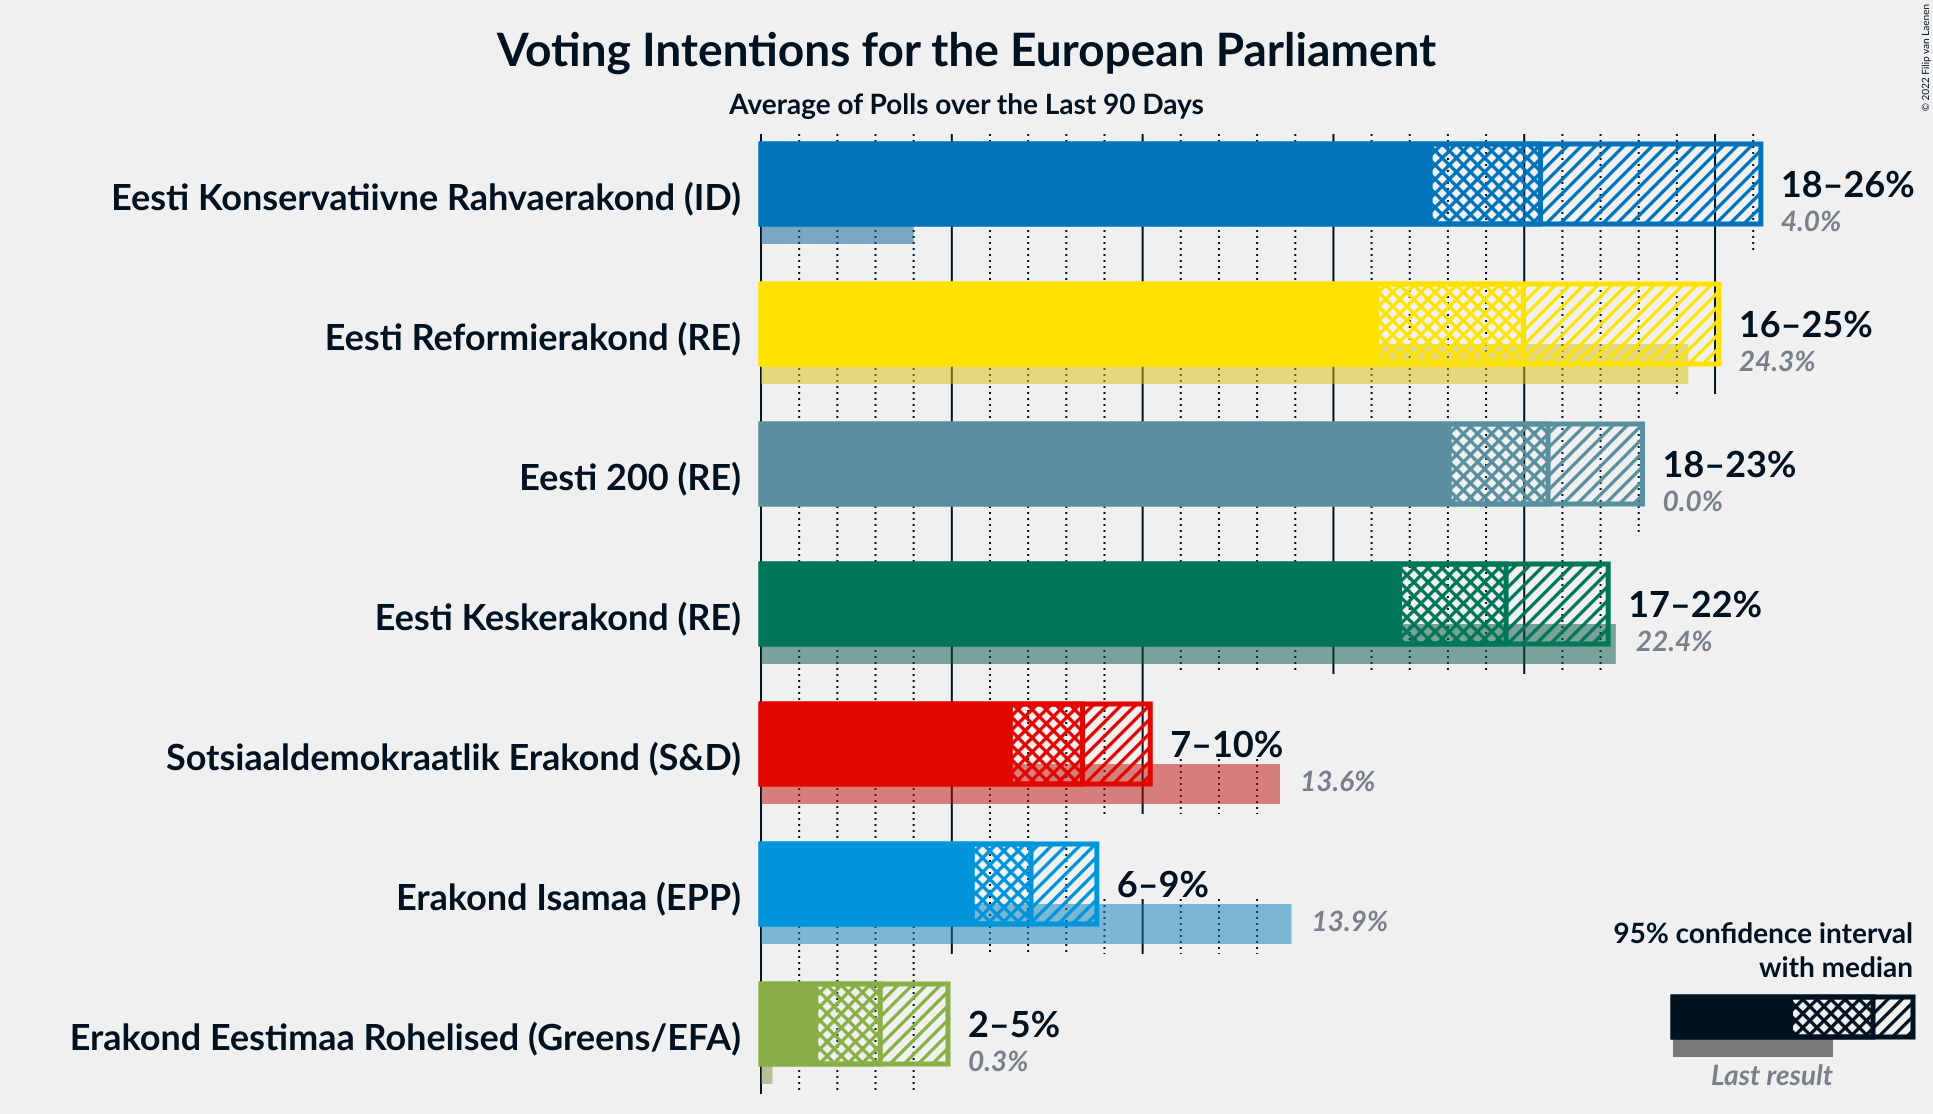 Voting Intentions for the European Parliament
Average of Polls over the Last 90 Days
© 2022 Filip van Laenen
Eesti Konservatiivne Rahvaerakond (ID)
18–26%
4.0%
Eesti Reformierakond (RE)
16–25%
24.3%
Eesti 200 (RE)
18–23%
0.0%
Eesti Keskerakond (RE)
17–22%
22.4%
Sotsiaaldemokraatlik Erakond (S&D)
7–10%
13.6%
Erakond Isamaa (EPP)
6–9%
13.9%
Erakond Eestimaa Rohelised (Greens/EFA)
2–5%
0.3%
95% confidence interval
with median
Last result